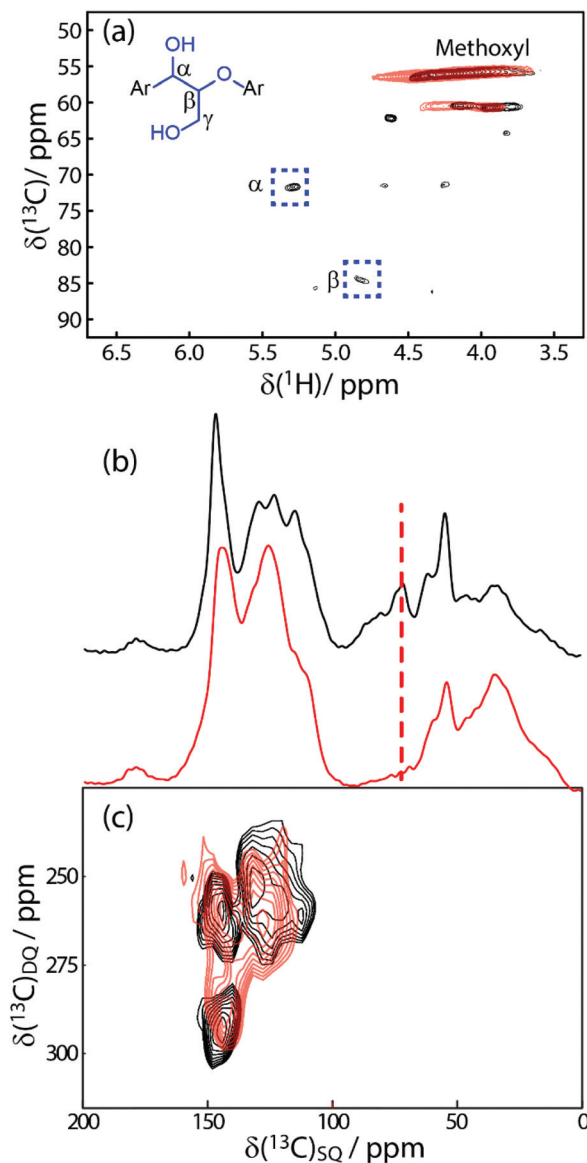 (a)
OH
Methoxyl
α
O
Ar
Ar
β
HO
γ
α
β
50
55
60
65
70
75
80
85
90
δ(¹³C)/ ppm
6.5 6.0 5.5 5.0 4.5 4.0 3.5
δ(¹H)/ ppm
(b)
(c)
250
275
300
δ(¹³C)DQ / ppm
200 150 100 50 0
δ(¹³C)SQ / ppm